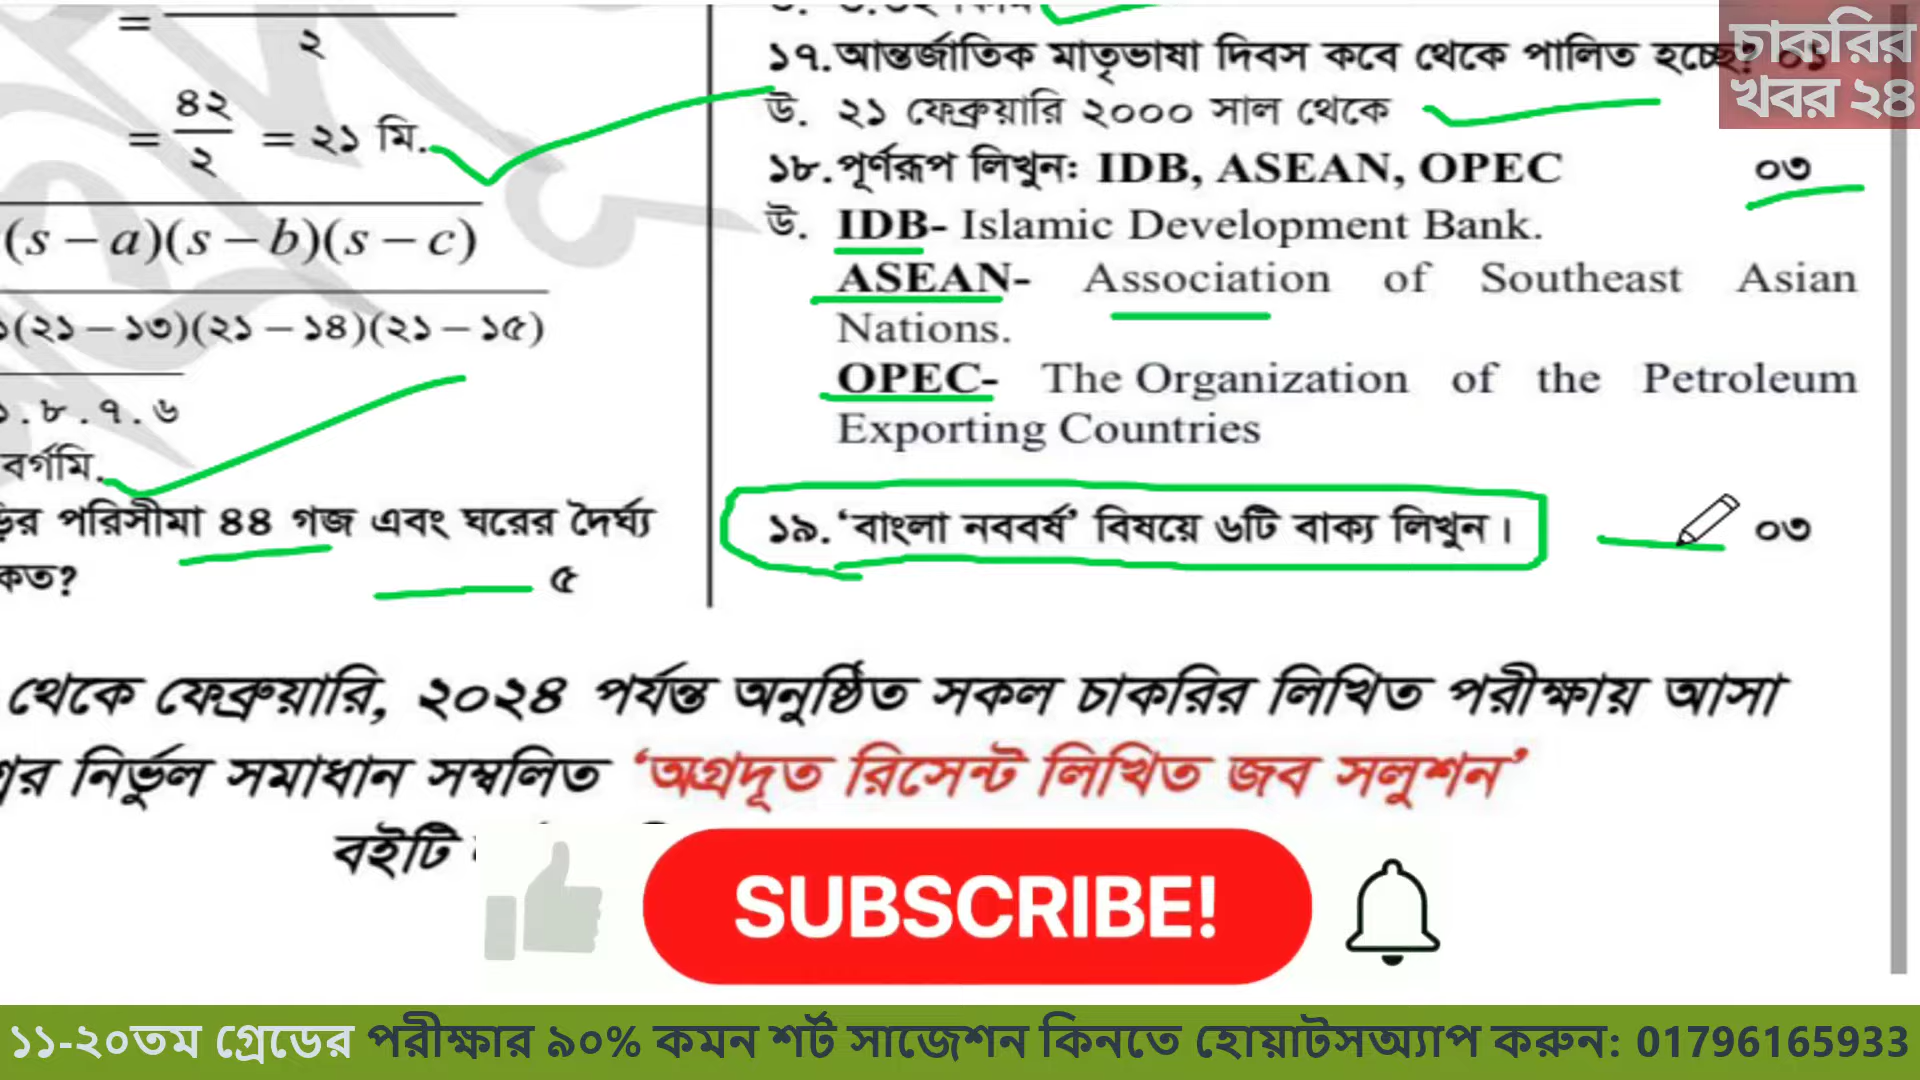 = ২
= ৪২/২ = ২১ মি.
(s – a)(s – b)(s – c)
(২১ – ১৩)(২১ – ১৪)(২১ – ১৫)
. ৮ . ৭ . ৬
বর্গমি.
পরিসীমা ৪৪ গজ এবং ঘরের দৈর্ঘ্য
কত? ৫
১৭.আন্তর্জাতিক মাতৃভাষা দিবস কবে থেকে পালিত হচ্ছে? ০১
উ. ২১ ফেব্রুয়ারি ২০০০ সাল থেকে
১৮.পূর্ণরূপ লিখুনঃ IDB, ASEAN, OPEC ০৩
উ. IDB- Islamic Development Bank.
ASEAN- Association of Southeast Asian
Nations.
OPEC- The Organization of the Petroleum
Exporting Countries
১৯. ‘বাংলা নববর্ষ’ বিষয়ে ৬টি বাক্য লিখুন। ০৩
থেকে ফেব্রুয়ারি, ২০২৪ পর্যন্ত অনুষ্ঠিত সকল চাকরির লিখিত পরীক্ষায় আসা
নির্ভুল সমাধান সম্বলিত ‘অগ্রদূত রিসেন্ট লিখিত জব সলুশন’
বইটি
SUBSCRIBE!
চাকরির
খবর ২৪
১১-২০তম গ্রেডের পরীক্ষার ৯০% কমন শর্ট সাজেশন কিনতে হোয়াটসঅ্যাপ করুন: 01796165933